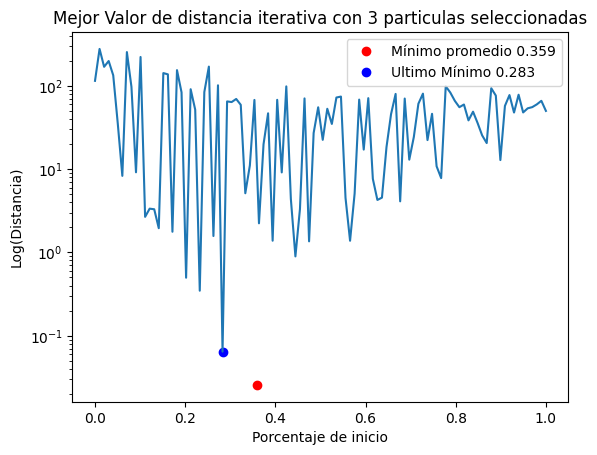 Mejor Valor de distancia iterativa con 3 particulas seleccionadas
Mínimo promedio 0.359
Ultimo Mínimo 0.283
Log(Distancia)
10²
10¹
10⁰
10⁻¹
0.0 0.2 0.4 0.6 0.8 1.0
Porcentaje de inicio